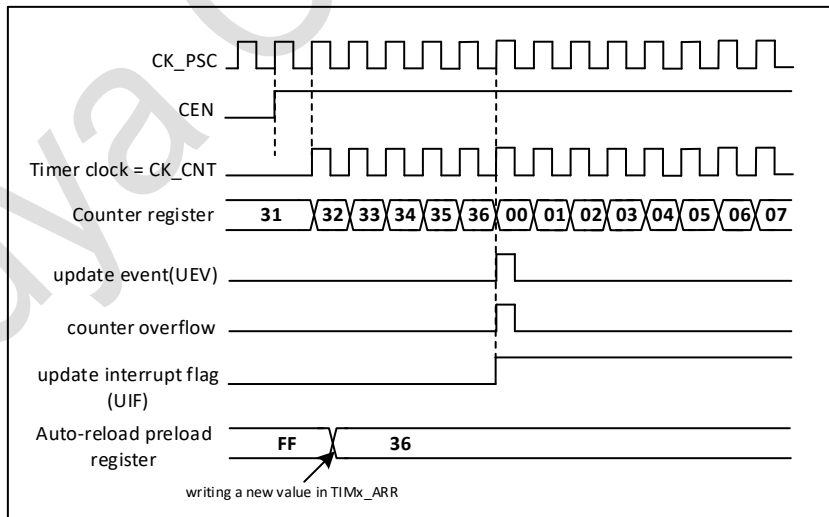 CK_PSC
CEN
Timer clock = CK_CNT
Counter register 31 32 33 34 35 36 00 01 02 03 04 05 06 07
update event(UEV)
counter overflow
update interrupt flag
(UIF)
Auto-reload preload
register
FF 36
writing a new value in TIMx_ARR